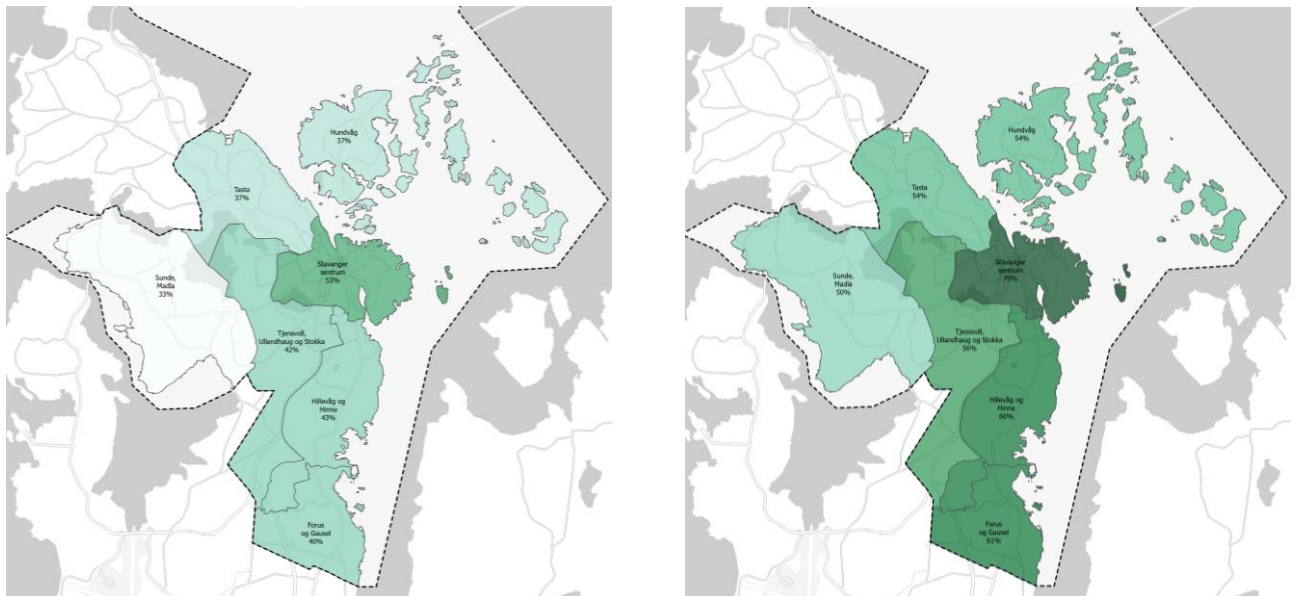 Hundvåg
37%
Tasta
37%
Stavanger
sentrum
53%
Sunde,
Madla
33%
Tjensvoll,
Ullandhaug og Stokka
42%
Hillevåg og
Hinna
43%
Forus
og Gausel
40%
Hundvåg
54%
Tasta
54%
Stavanger
sentrum
70%
Sunde,
Madla
50%
Tjensvoll,
Ullandhaug og Stokka
56%
Hillevåg og
Hinna
60%
Forus
og Gausel
61%